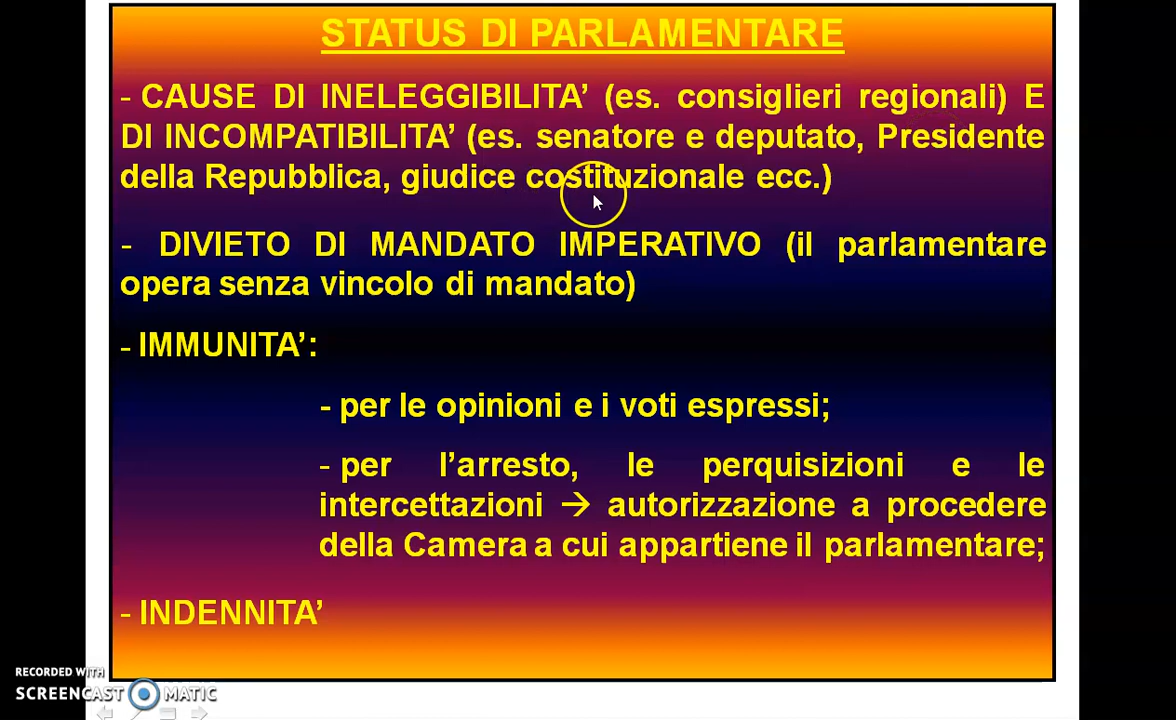 STATUS DI PARLAMENTARE
- CAUSE DI INELEGGIBILITA’ (es. consiglieri regionali) E
DI INCOMPATIBILITA’ (es. senatore e deputato, Presidente
della Repubblica, giudice costituzionale ecc.)
- DIVIETO DI MANDATO IMPERATIVO (il parlamentare
opera senza vincolo di mandato)
- IMMUNITA’:
- per le opinioni e i voti espressi;
- per l’arresto, le perquisizioni e le
intercettazioni → autorizzazione a procedere
della Camera a cui appartiene il parlamentare;
- INDENNITA’
RECORDED WITH
SCREENCAST MATIC